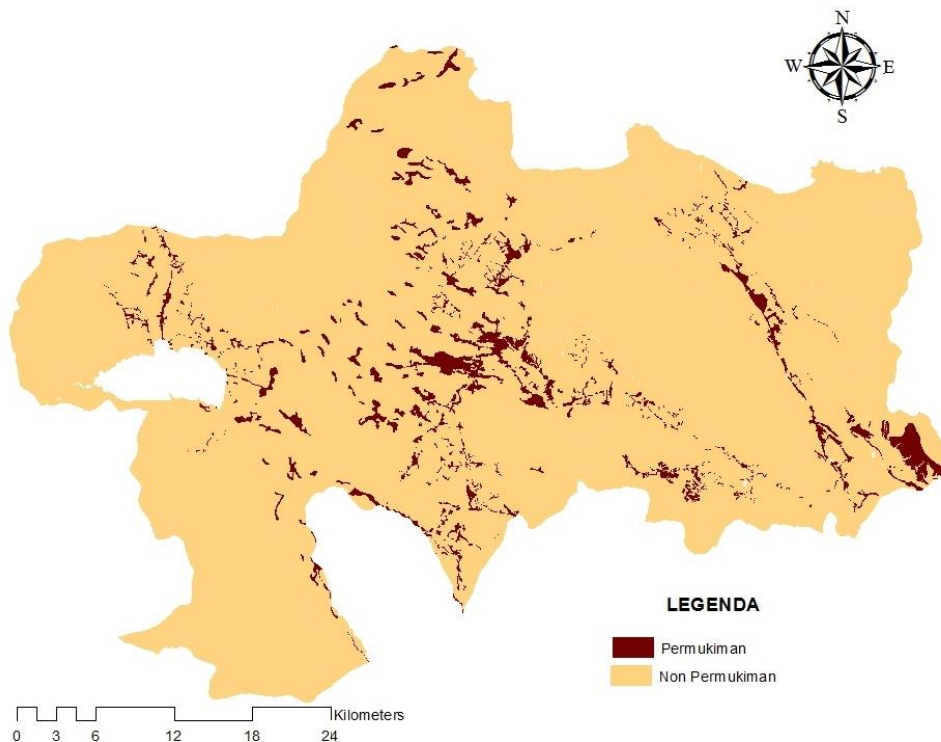 N
W E
S
LEGENDA
Permukiman
Non Permukiman
Kilometers
0 3 6 12 18 24